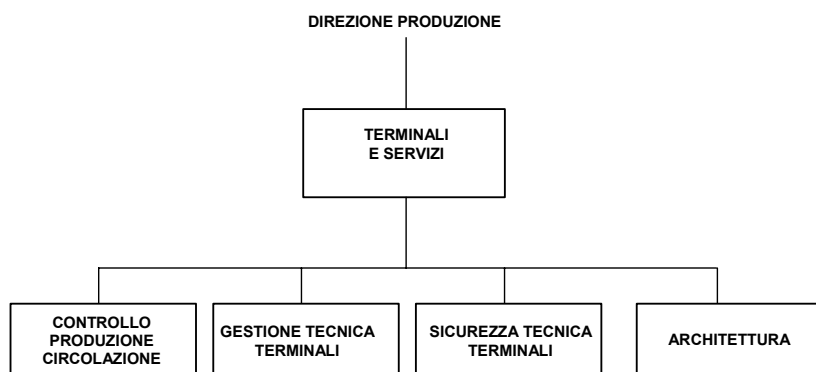 DIREZIONE PRODUZIONE
TERMINALI
E SERVIZI
CONTROLLO
PRODUZIONE
CIRCOLAZIONE
GESTIONE TECNICA
TERMINALI
SICUREZZA TECNICA
TERMINALI
ARCHITETTURA